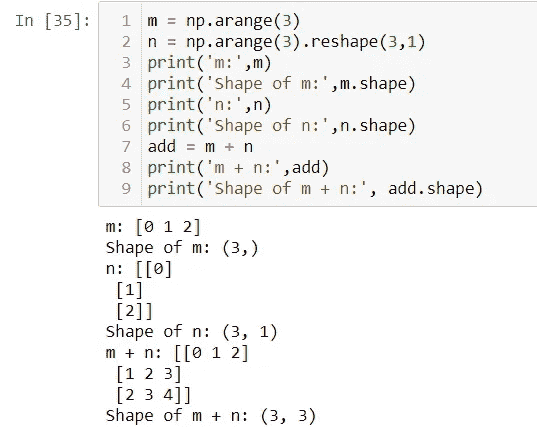 In [35]:
1 m = np.arange(3)
2 n = np.arange(3).reshape(3,1)
3 print('m:',m)
4 print('Shape of m:',m.shape)
5 print('n:',n)
6 print('Shape of n:',n.shape)
7 add = m + n
8 print('m + n:',add)
9 print('Shape of m + n:', add.shape)
m: [0 1 2]
Shape of m: (3,)
n: [[0]
 [1]
 [2]]
Shape of n: (3, 1)
m + n: [[0 1 2]
 [1 2 3]
 [2 3 4]]
Shape of m + n: (3, 3)